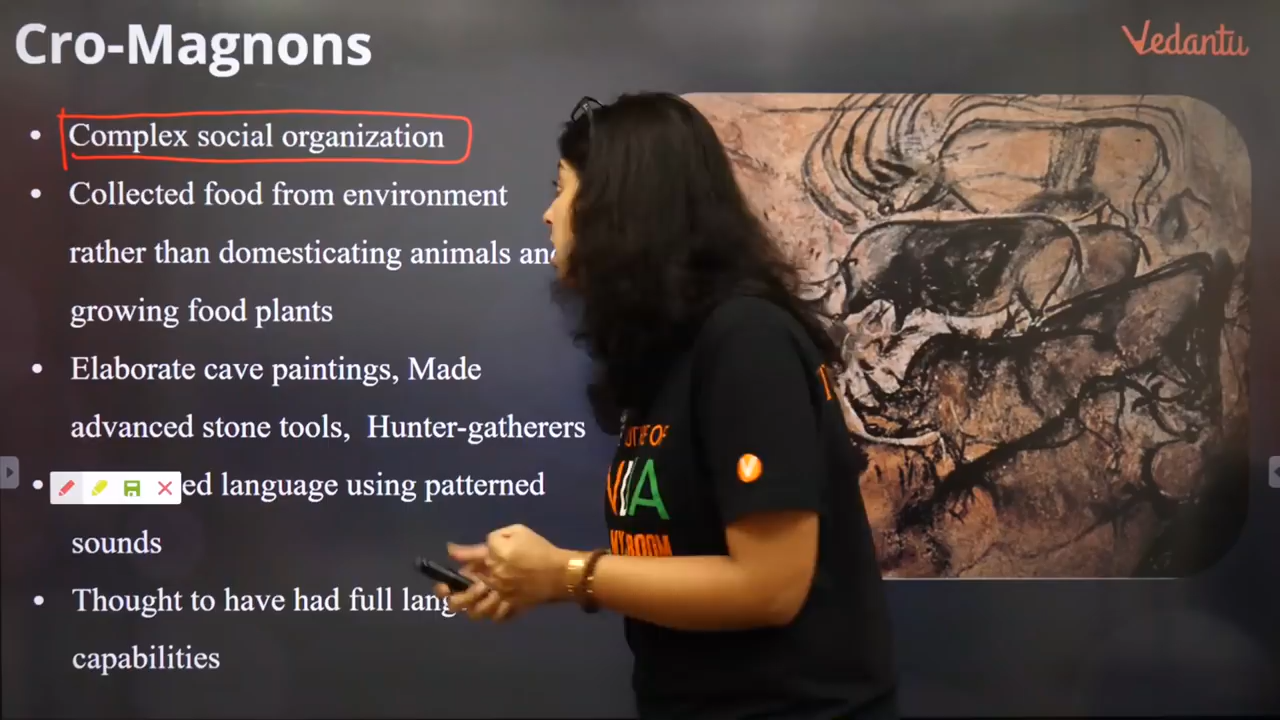 Cro-Magnons
Vedantu
• Complex social organization
• Collected food from environment
rather than domesticating animals
growing food plants
• Elaborate cave paintings, Made
advanced stone tools, Hunter-gatherers
• language using patterned
sounds
• Thought to have had full
capabilities
OF